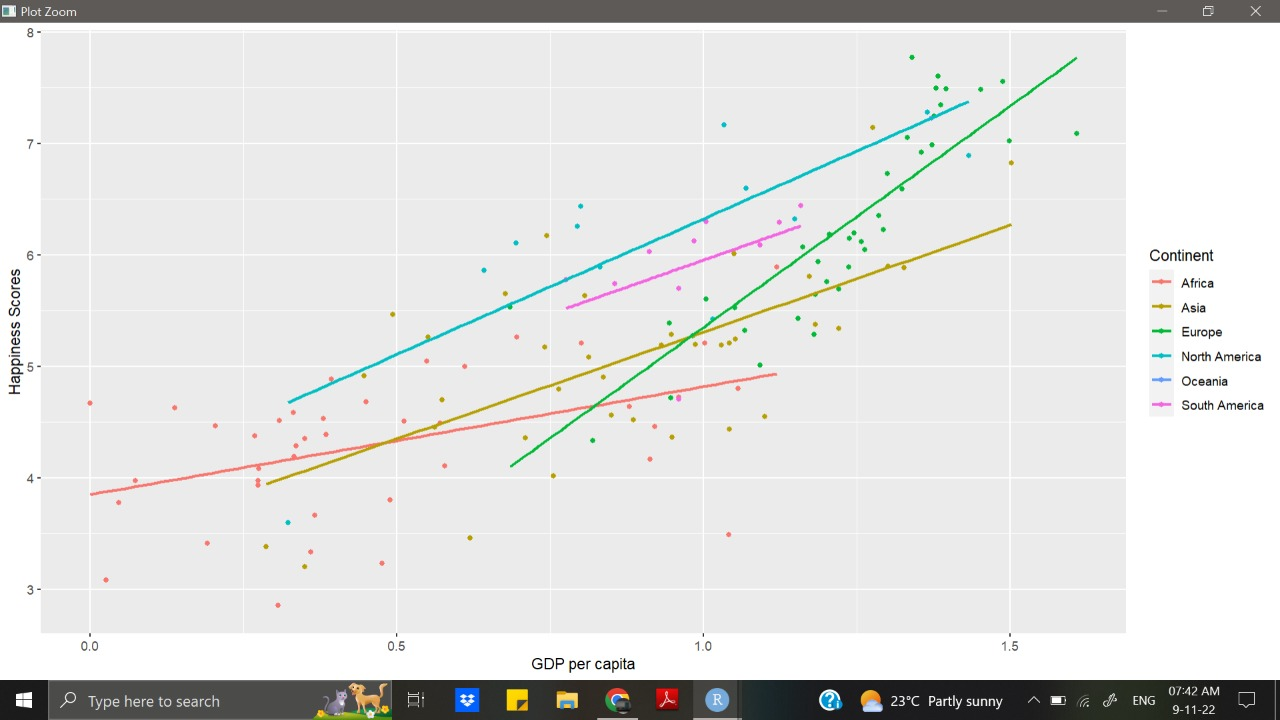 Plot Zoom
8
7
6
5
4
3
Happiness Scores
0.0
0.5
1.0
1.5
GDP per capita
Continent
Africa
Asia
Europe
North America
Oceania
South America
Type here to search
R
23°C Partly sunny
ENG
07:42 AM
9-11-22